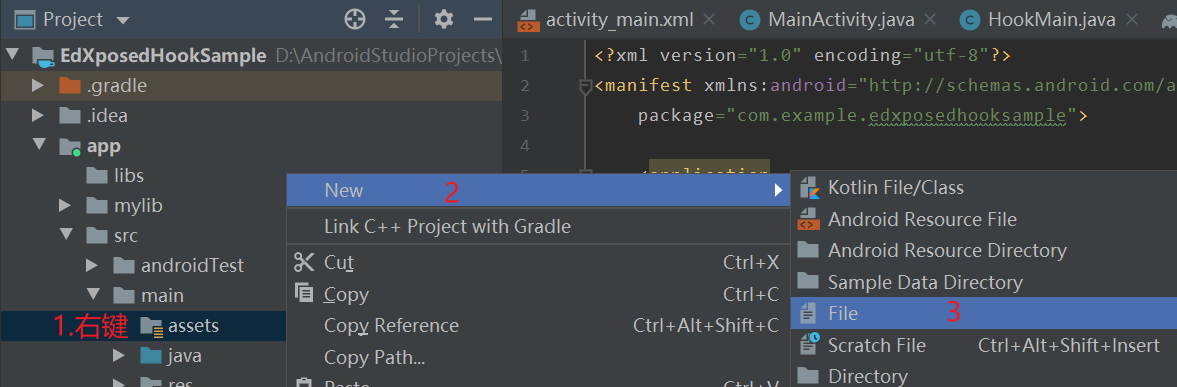 Project
EdXposedHookSample D:\AndroidStudioProjects\
.gradle
.idea
app
libs
mylib
src
androidTest
main
1.右键 assets
java
res
activity_main.xml
MainActivity.java
HookMain.java
1 <?xml version="1.0" encoding="utf-8"?>
2 <manifest xmlns:android="http://schemas.android.com/a
3 package="com.example.edxposedhooksample">
4
<application
New 2
Link C++ Project with Gradle
Cut Ctrl+X
Copy Ctrl+C
Copy Reference Ctrl+Alt+Shift+C
Copy Path...
Paste Ctrl+V
Kotlin File/Class
Android Resource File
Android Resource Directory
Sample Data Directory
File 3
Scratch File Ctrl+Alt+Shift+Insert
Directory